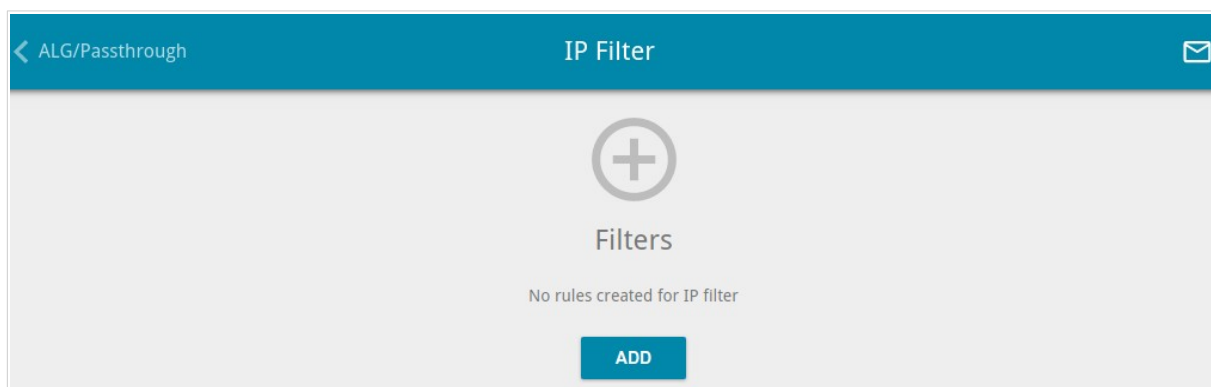 ALG/Passthrough
IP Filter
Filters
No rules created for IP filter
ADD